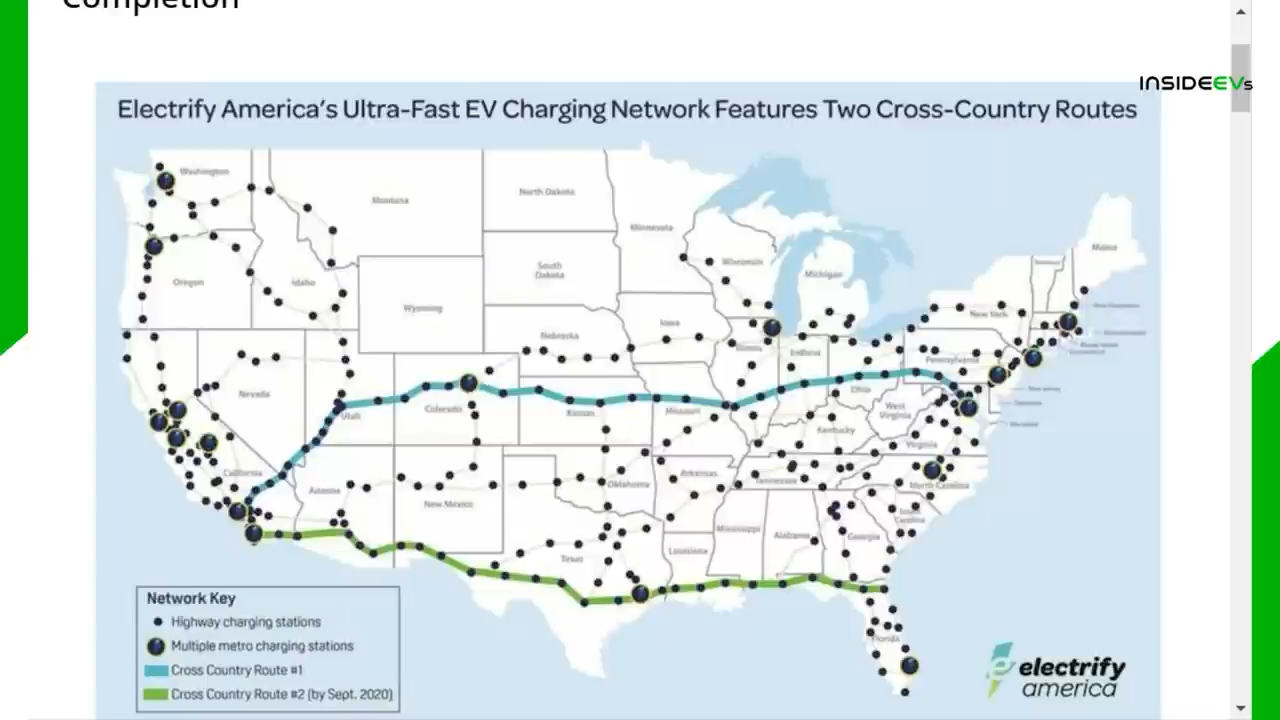 Completion
INSIDEEVs
Electrify America's Ultra-Fast EV Charging Network Features Two Cross-Country Routes
Washington
Montana
North Dakota
Minnesota
Maine
Oregon
Idaho
South
Dakota
Wisconsin
Michigan
Wyoming
New York
Iowa
Nebraska
Illinois
Indiana
Pennsylvania
Nevada
Utah
Colorado
Kansas
Missouri
Ohio
West
Virginia
Kentucky
Virginia
California
Arizona
New Mexico
Oklahoma
Arkansas
Tennessee
North Carolina
South
Carolina
Mississippi
Alabama
Georgia
Texas
Louisiana
Florida
Network Key
Highway charging stations
Multiple metro charging stations
Cross Country Route #1
Cross Country Route #2 (by Sept. 2020)
electrify
america